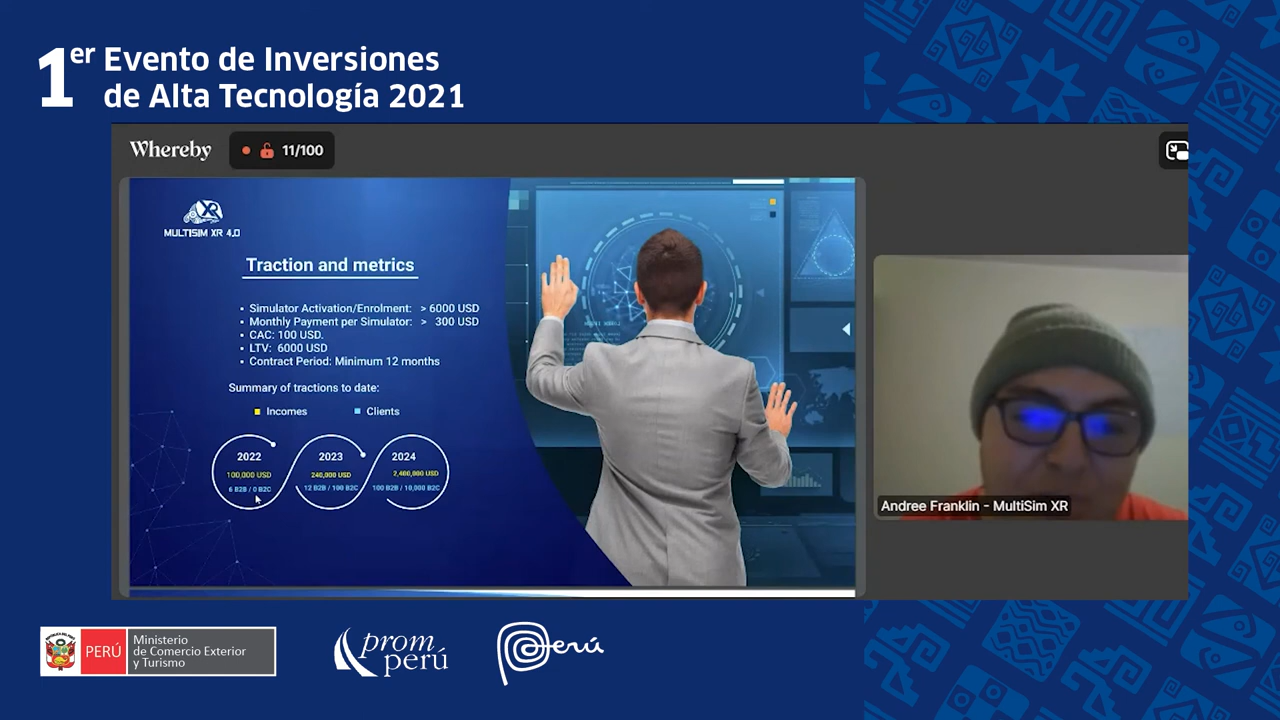 1er Evento de Inversiones
de Alta Tecnología 2021
Whereby
11/100
XR
MULTISIM XR 4.0
Traction and metrics
▪ Simulator Activation/Enrolment: > 6000 USD
▪ Monthly Payment per Simulator: > 300 USD
▪ CAC: 100 USD.
▪ LTV: 6000 USD
▪ Contract Period: Minimum 12 months
Summary of tractions to date:
Incomes Clients
2022 2023 2024
100,000 USD 240,000 USD 2,400,000 USD
6 B2B / 0 B2C 12 B2B / 100 B2C 100 B2B / 10,000 B2C
Andree Franklin - MultiSim XR
PERÚ
Ministerio
de Comercio Exterior
y Turismo
prom
perú
Perú